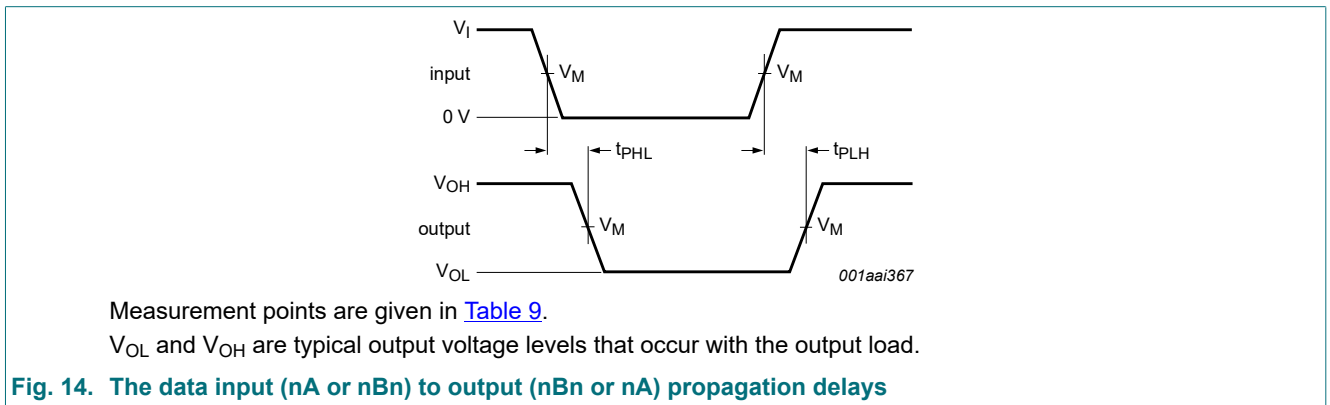 V_I
input
V_M
V_M
0 V
t_PHL
t_PLH
V_OH
output
V_M
V_M
V_OL
001aai367
Measurement points are given in Table 9.
V_OL and V_OH are typical output voltage levels that occur with the output load.
Fig. 14. The data input (nA or nBn) to output (nBn or nA) propagation delays